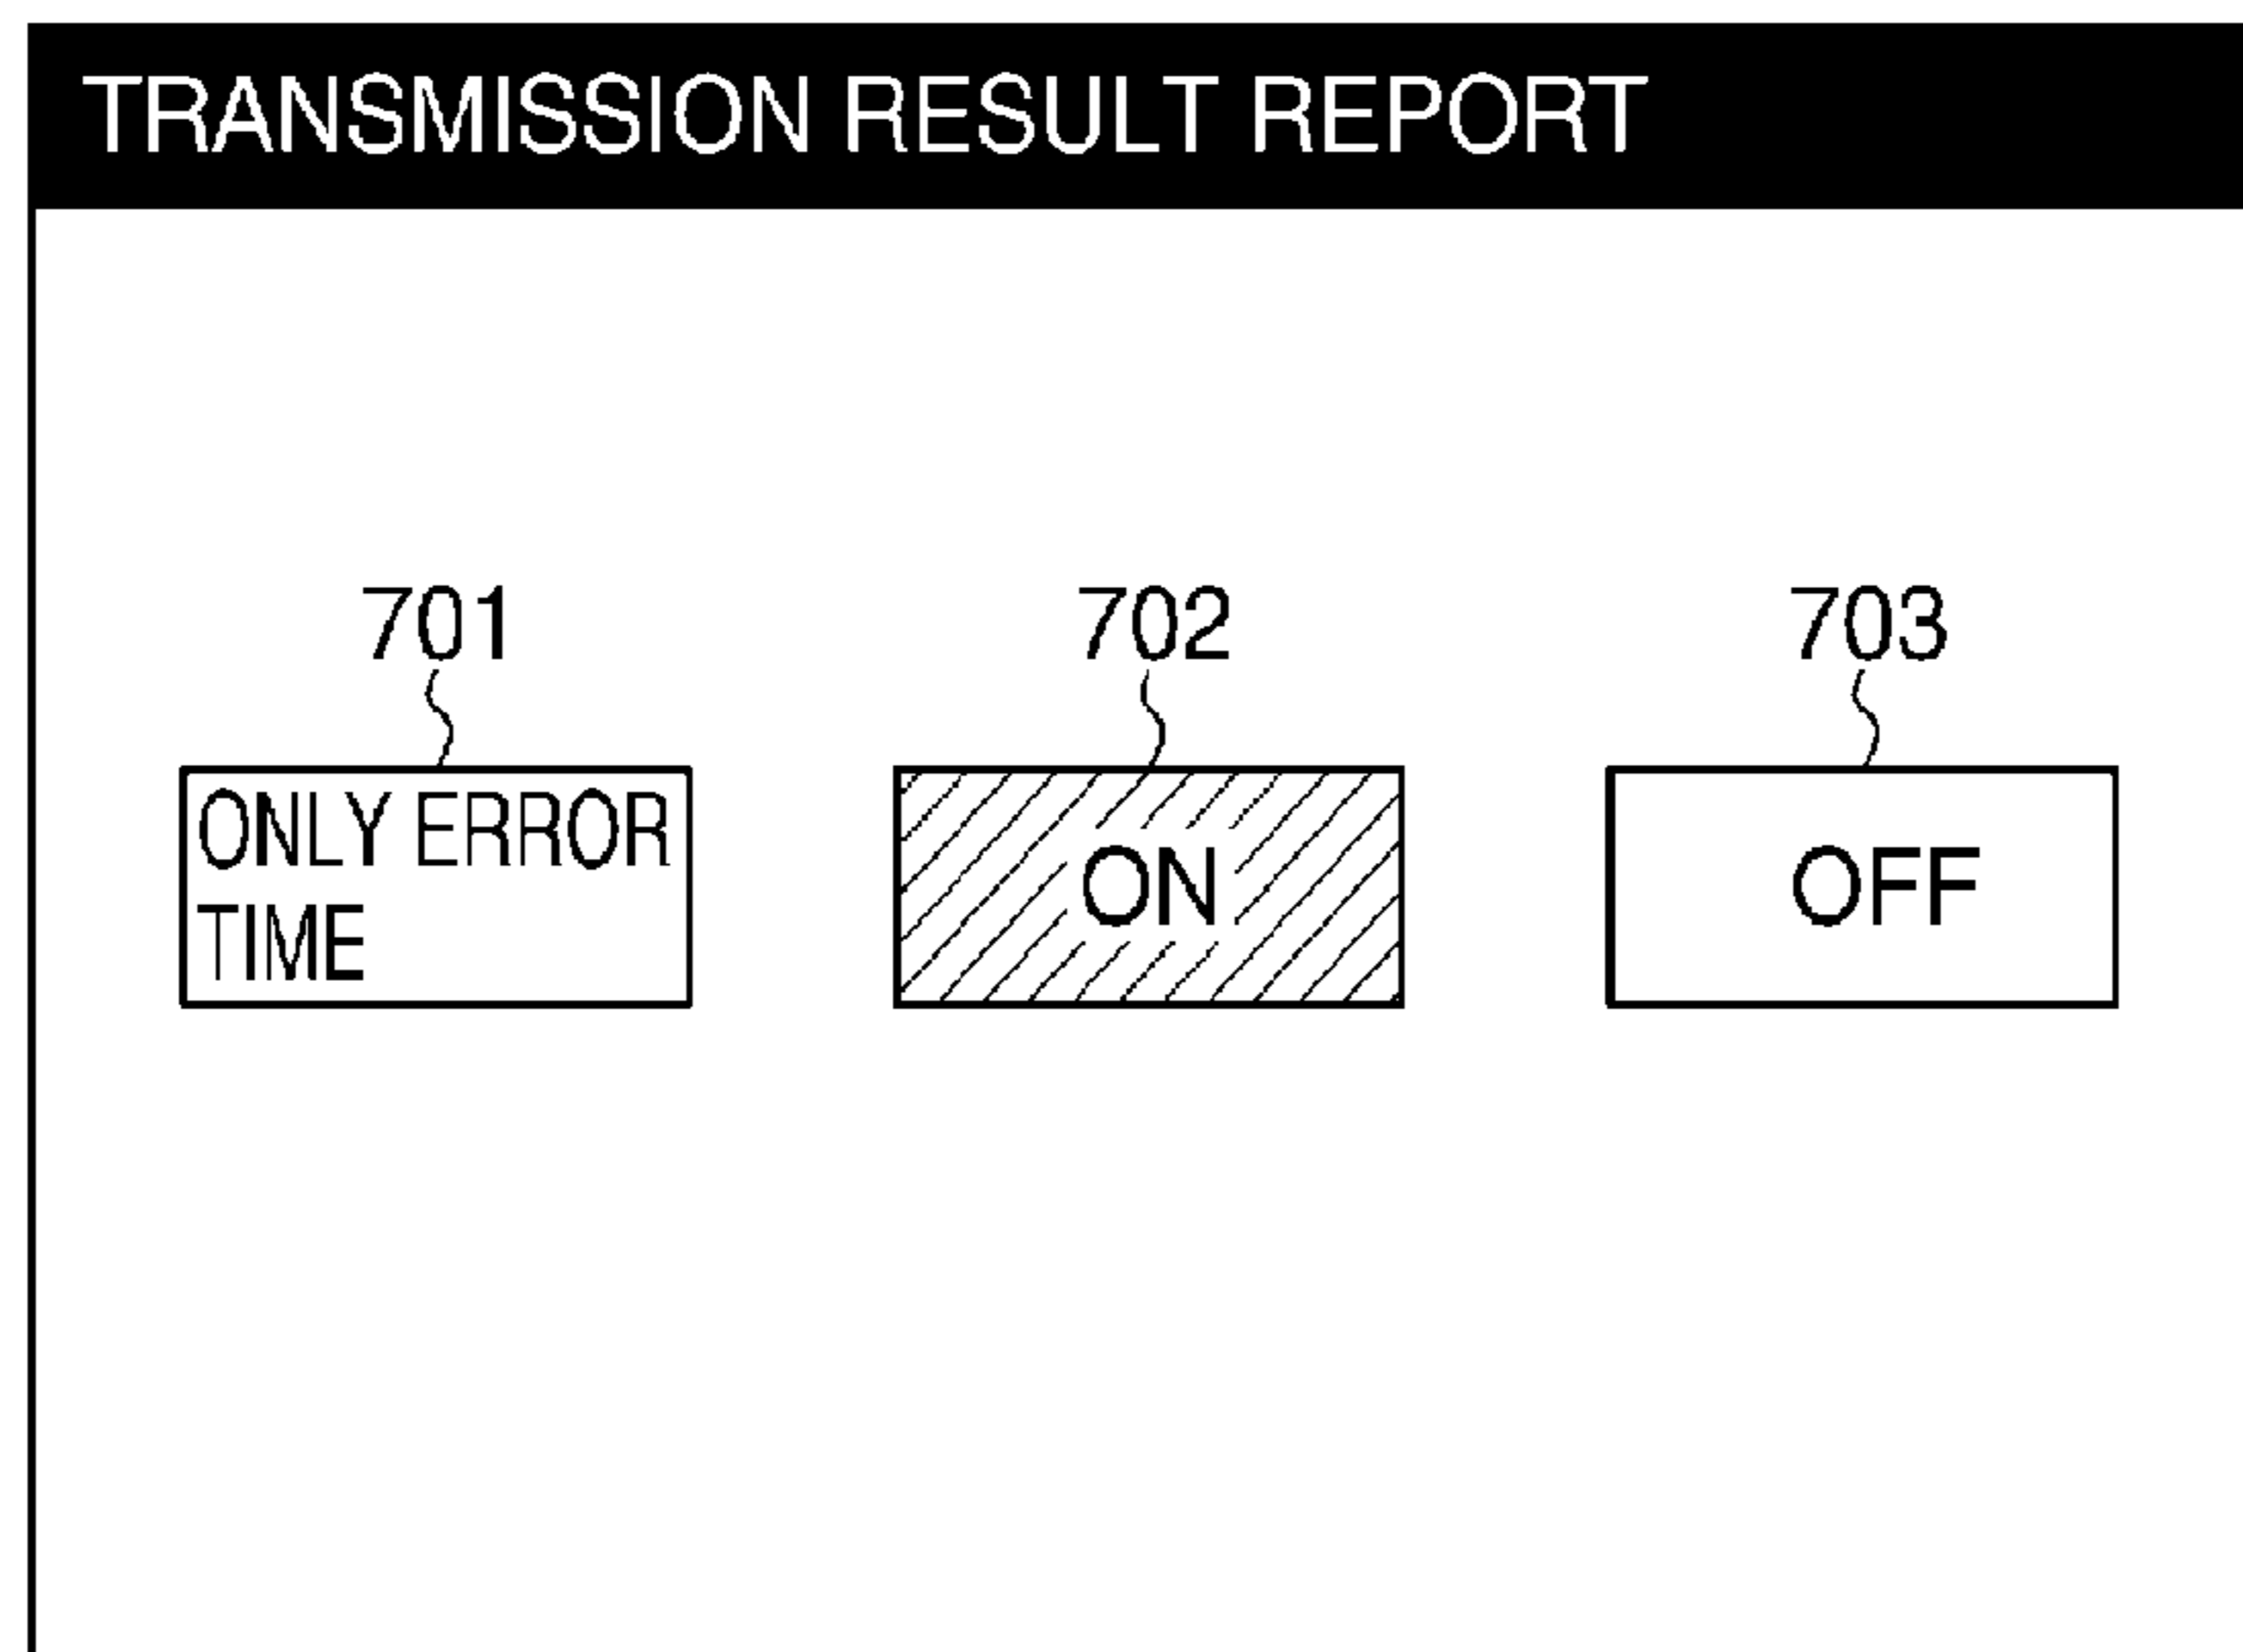 TRANSMISSION RESULT REPORT
701
702
703
ONLY ERROR
TIME
ON
OFF